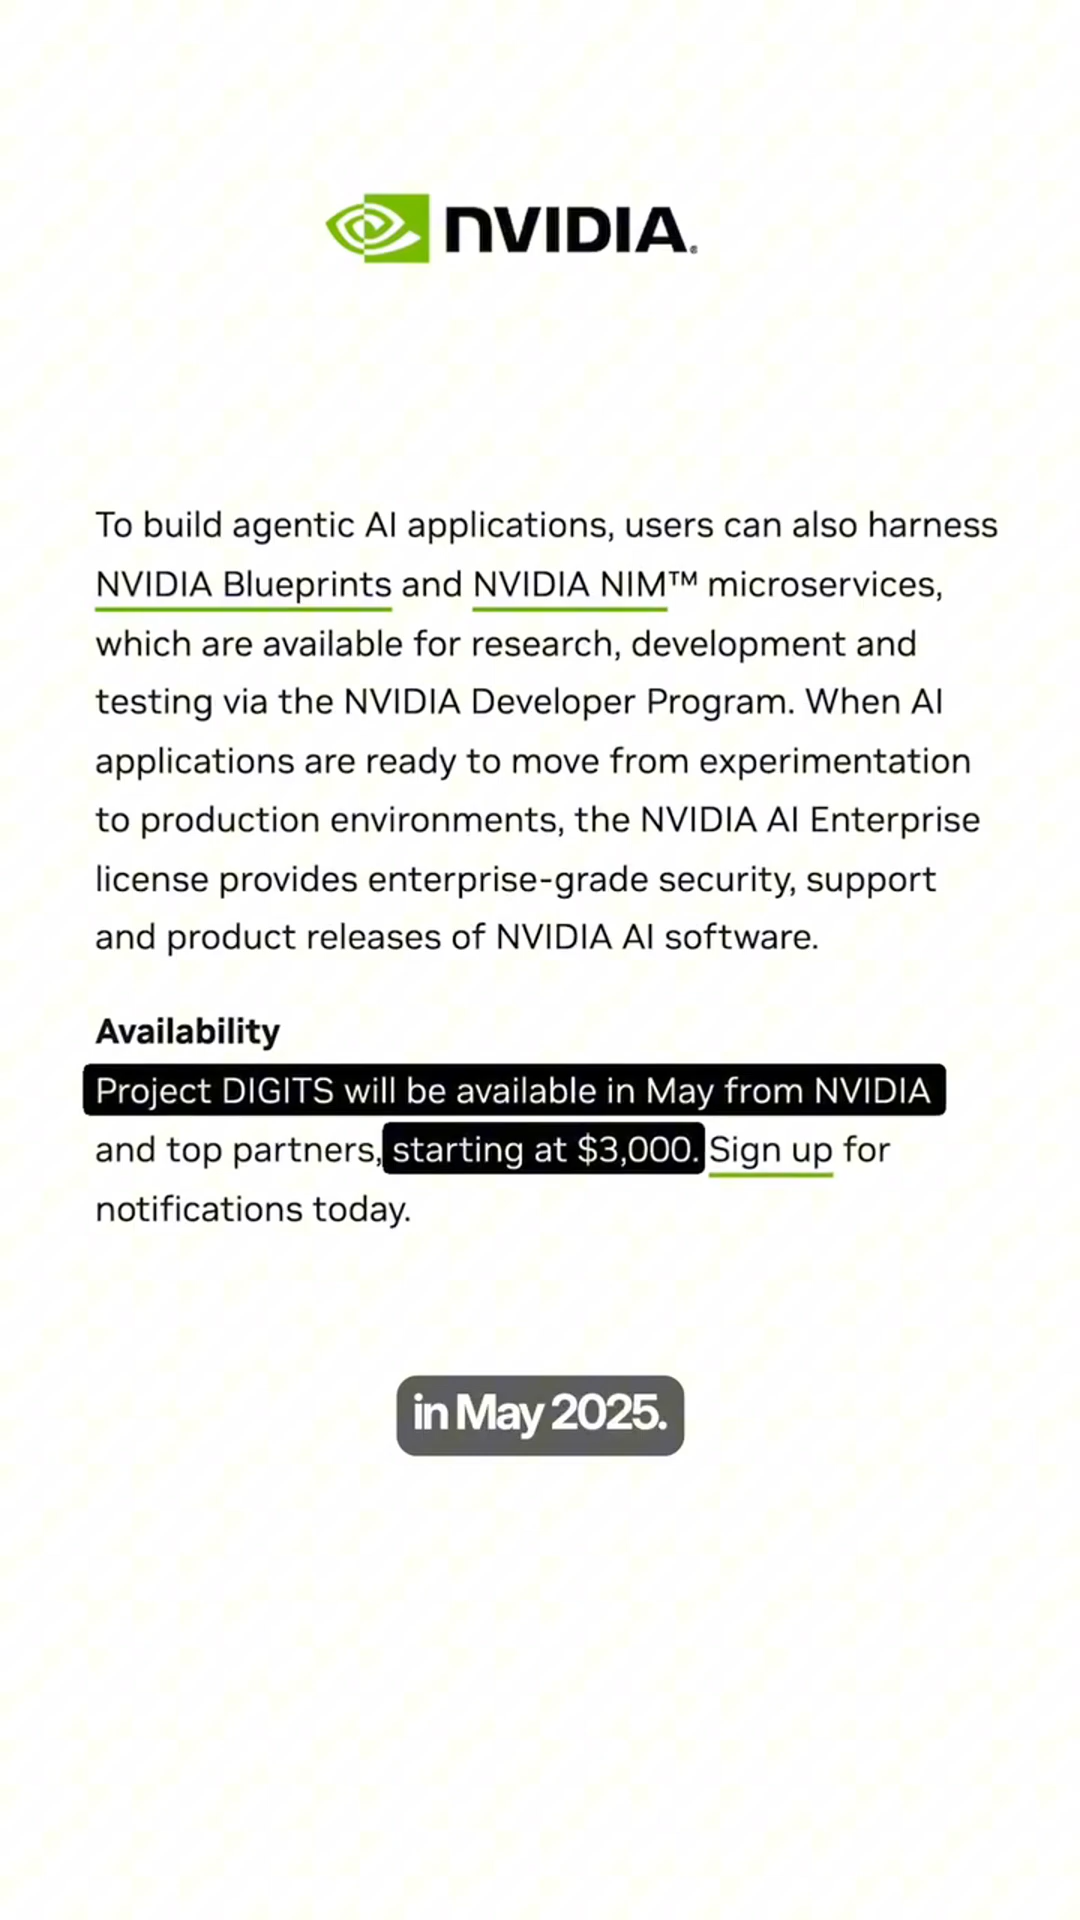 NVIDIA®
To build agentic AI applications, users can also harness
NVIDIA Blueprints and NVIDIA NIM™ microservices,
which are available for research, development and
testing via the NVIDIA Developer Program. When AI
applications are ready to move from experimentation
to production environments, the NVIDIA AI Enterprise
license provides enterprise-grade security, support
and product releases of NVIDIA AI software.
Availability
Project DIGITS will be available in May from NVIDIA
and top partners, starting at $3,000. Sign up for
notifications today.
in May 2025.